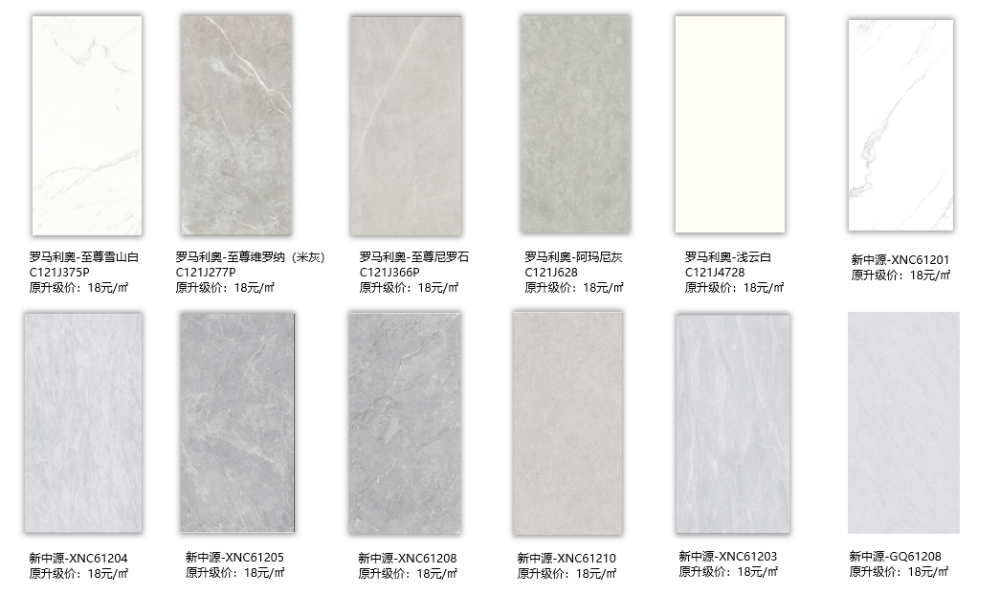 罗马利奥-至尊雪山白
C121J375P
原升级价：18元/㎡
罗马利奥-至尊维罗纳（米灰）
C121J277P
原升级价：18元/㎡
罗马利奥-至尊尼罗石
C121J366P
原升级价：18元/㎡
罗马利奥-阿玛尼灰
C121J628
原升级价：18元/㎡
罗马利奥-浅云白
C121J4728
原升级价：18元/㎡
新中源-XNC61201
原升级价：18元/㎡
新中源-XNC61204
原升级价：18元/㎡
新中源-XNC61205
原升级价：18元/㎡
新中源-XNC61208
原升级价：18元/㎡
新中源-XNC61210
原升级价：18元/㎡
新中源-XNC61203
原升级价：18元/㎡
新中源-GQ61208
原升级价：18元/㎡